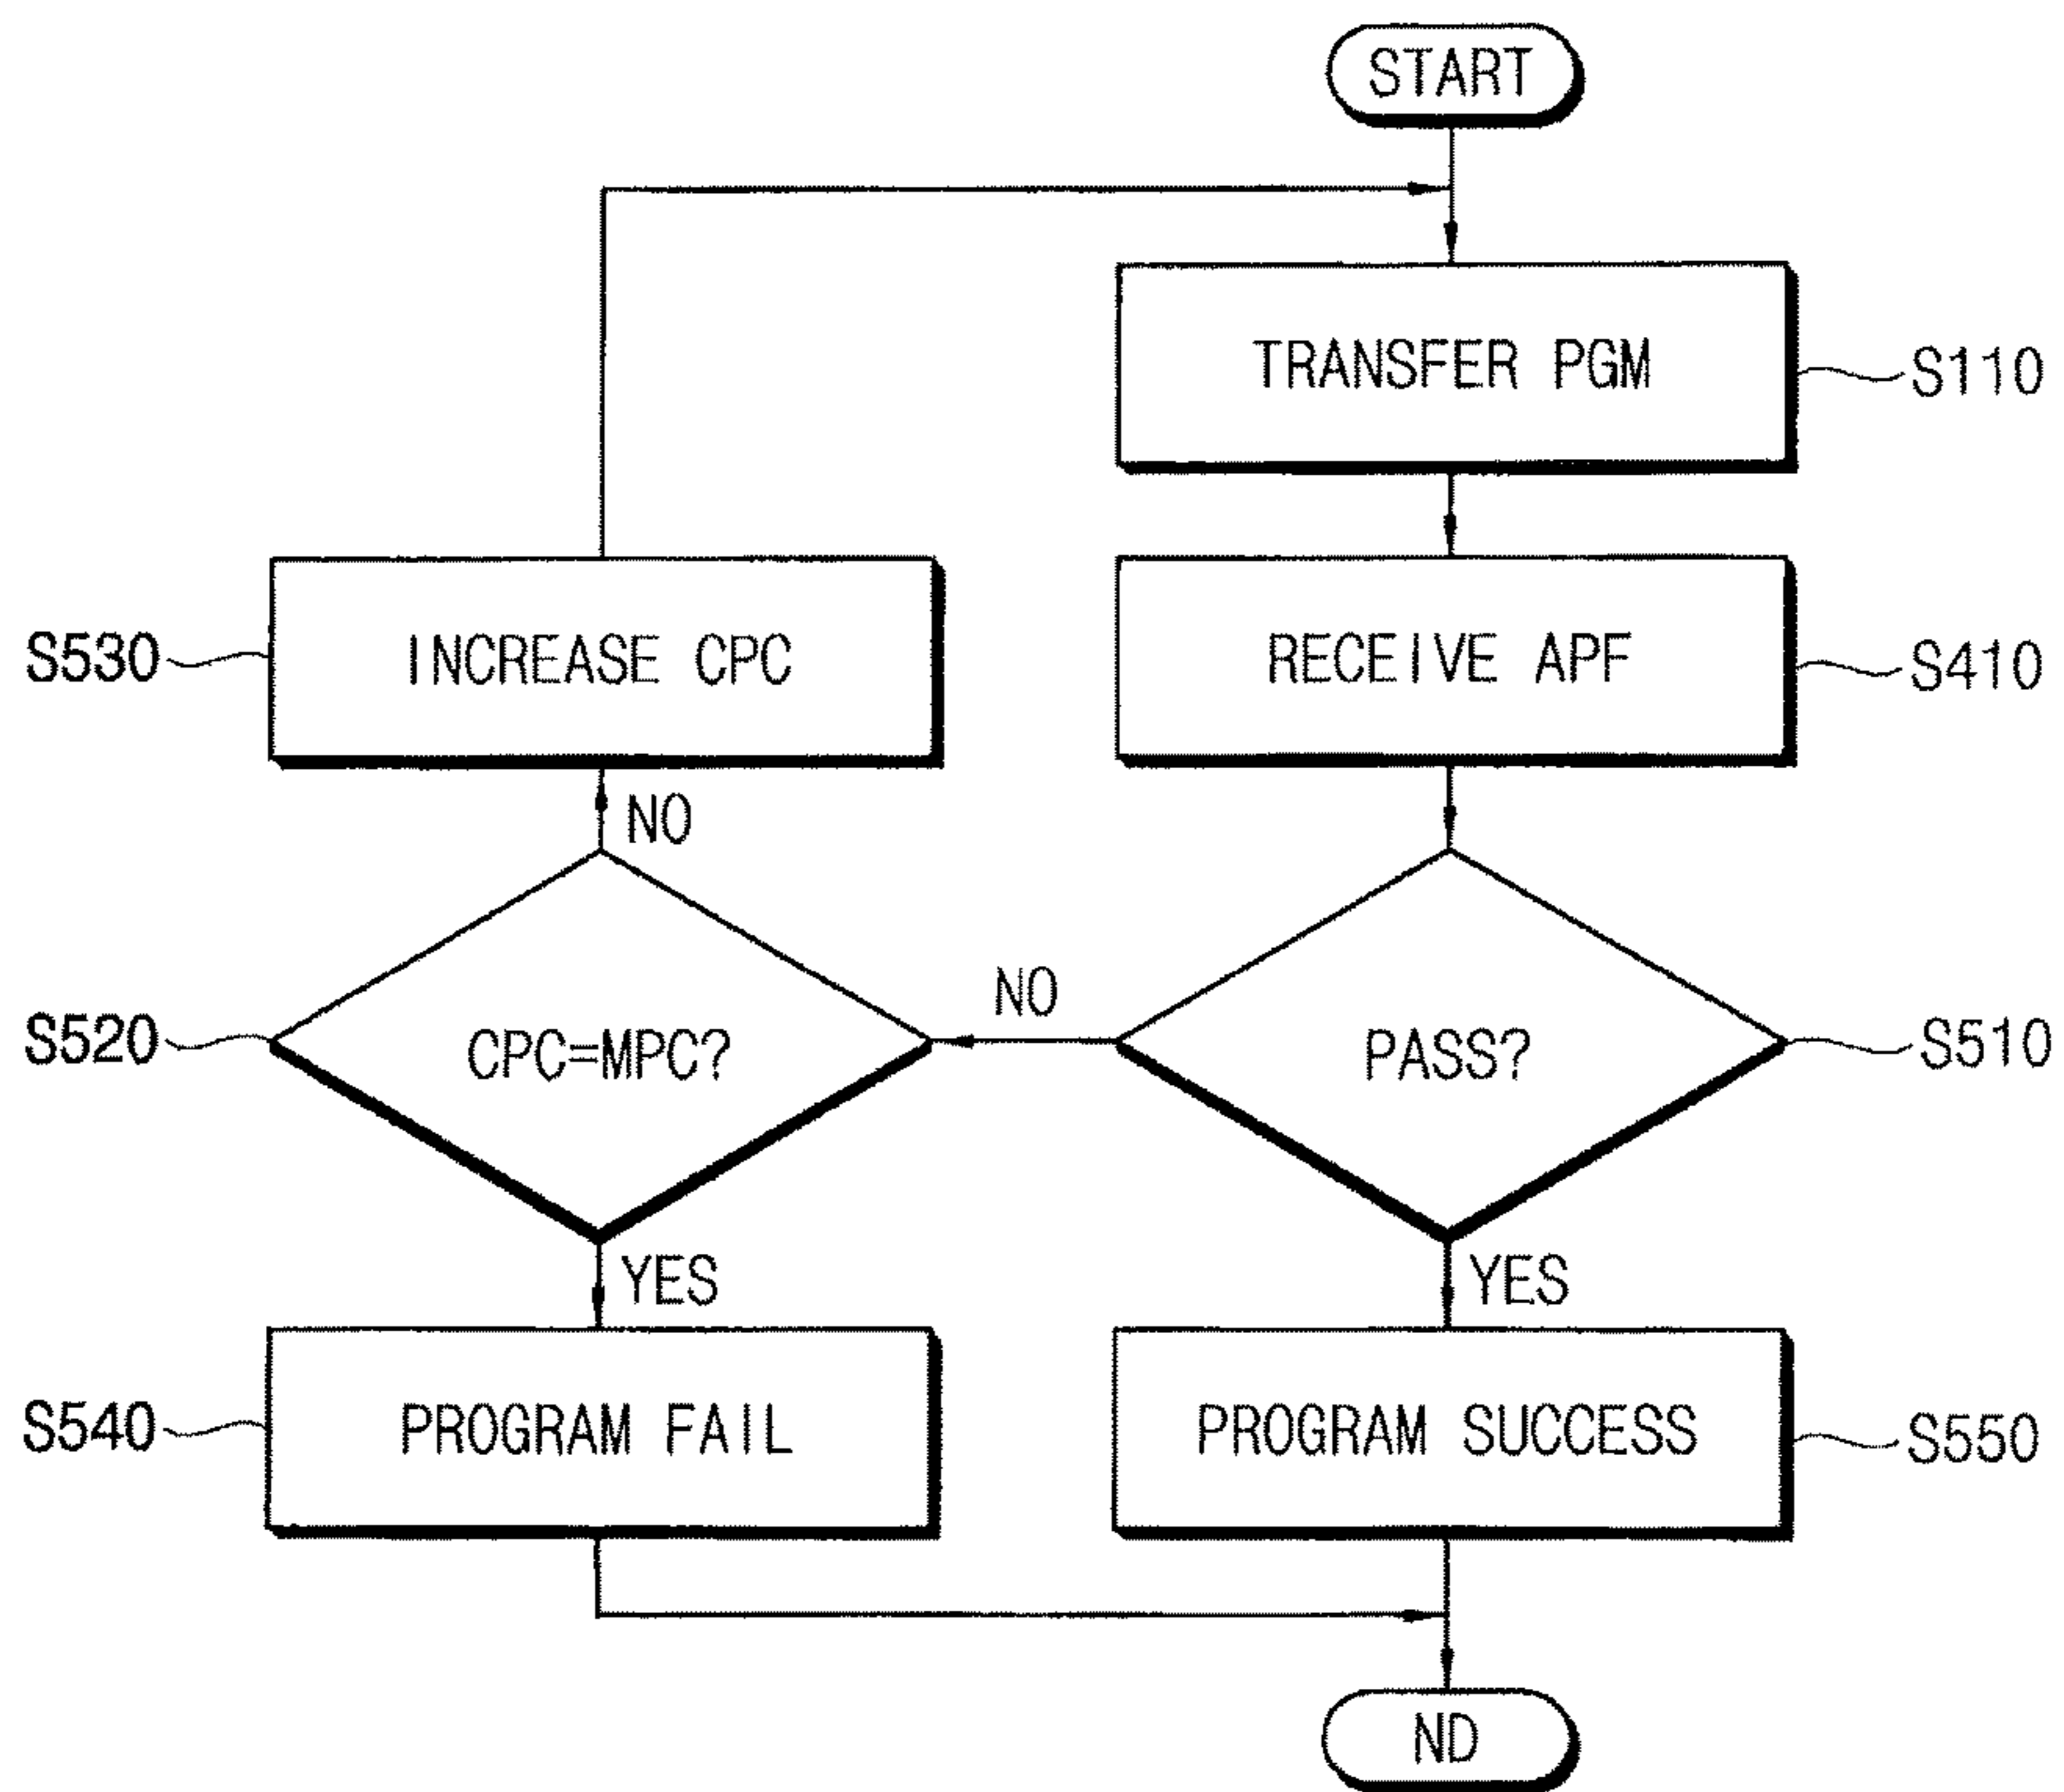 START
TRANSFER PGM
S110
INCREASE CPC
S530
RECEIVE APF
S410
NO
CPC=MPC?
S520
NO
PASS?
S510
YES
YES
PROGRAM FAIL
S540
PROGRAM SUCCESS
S550
ND